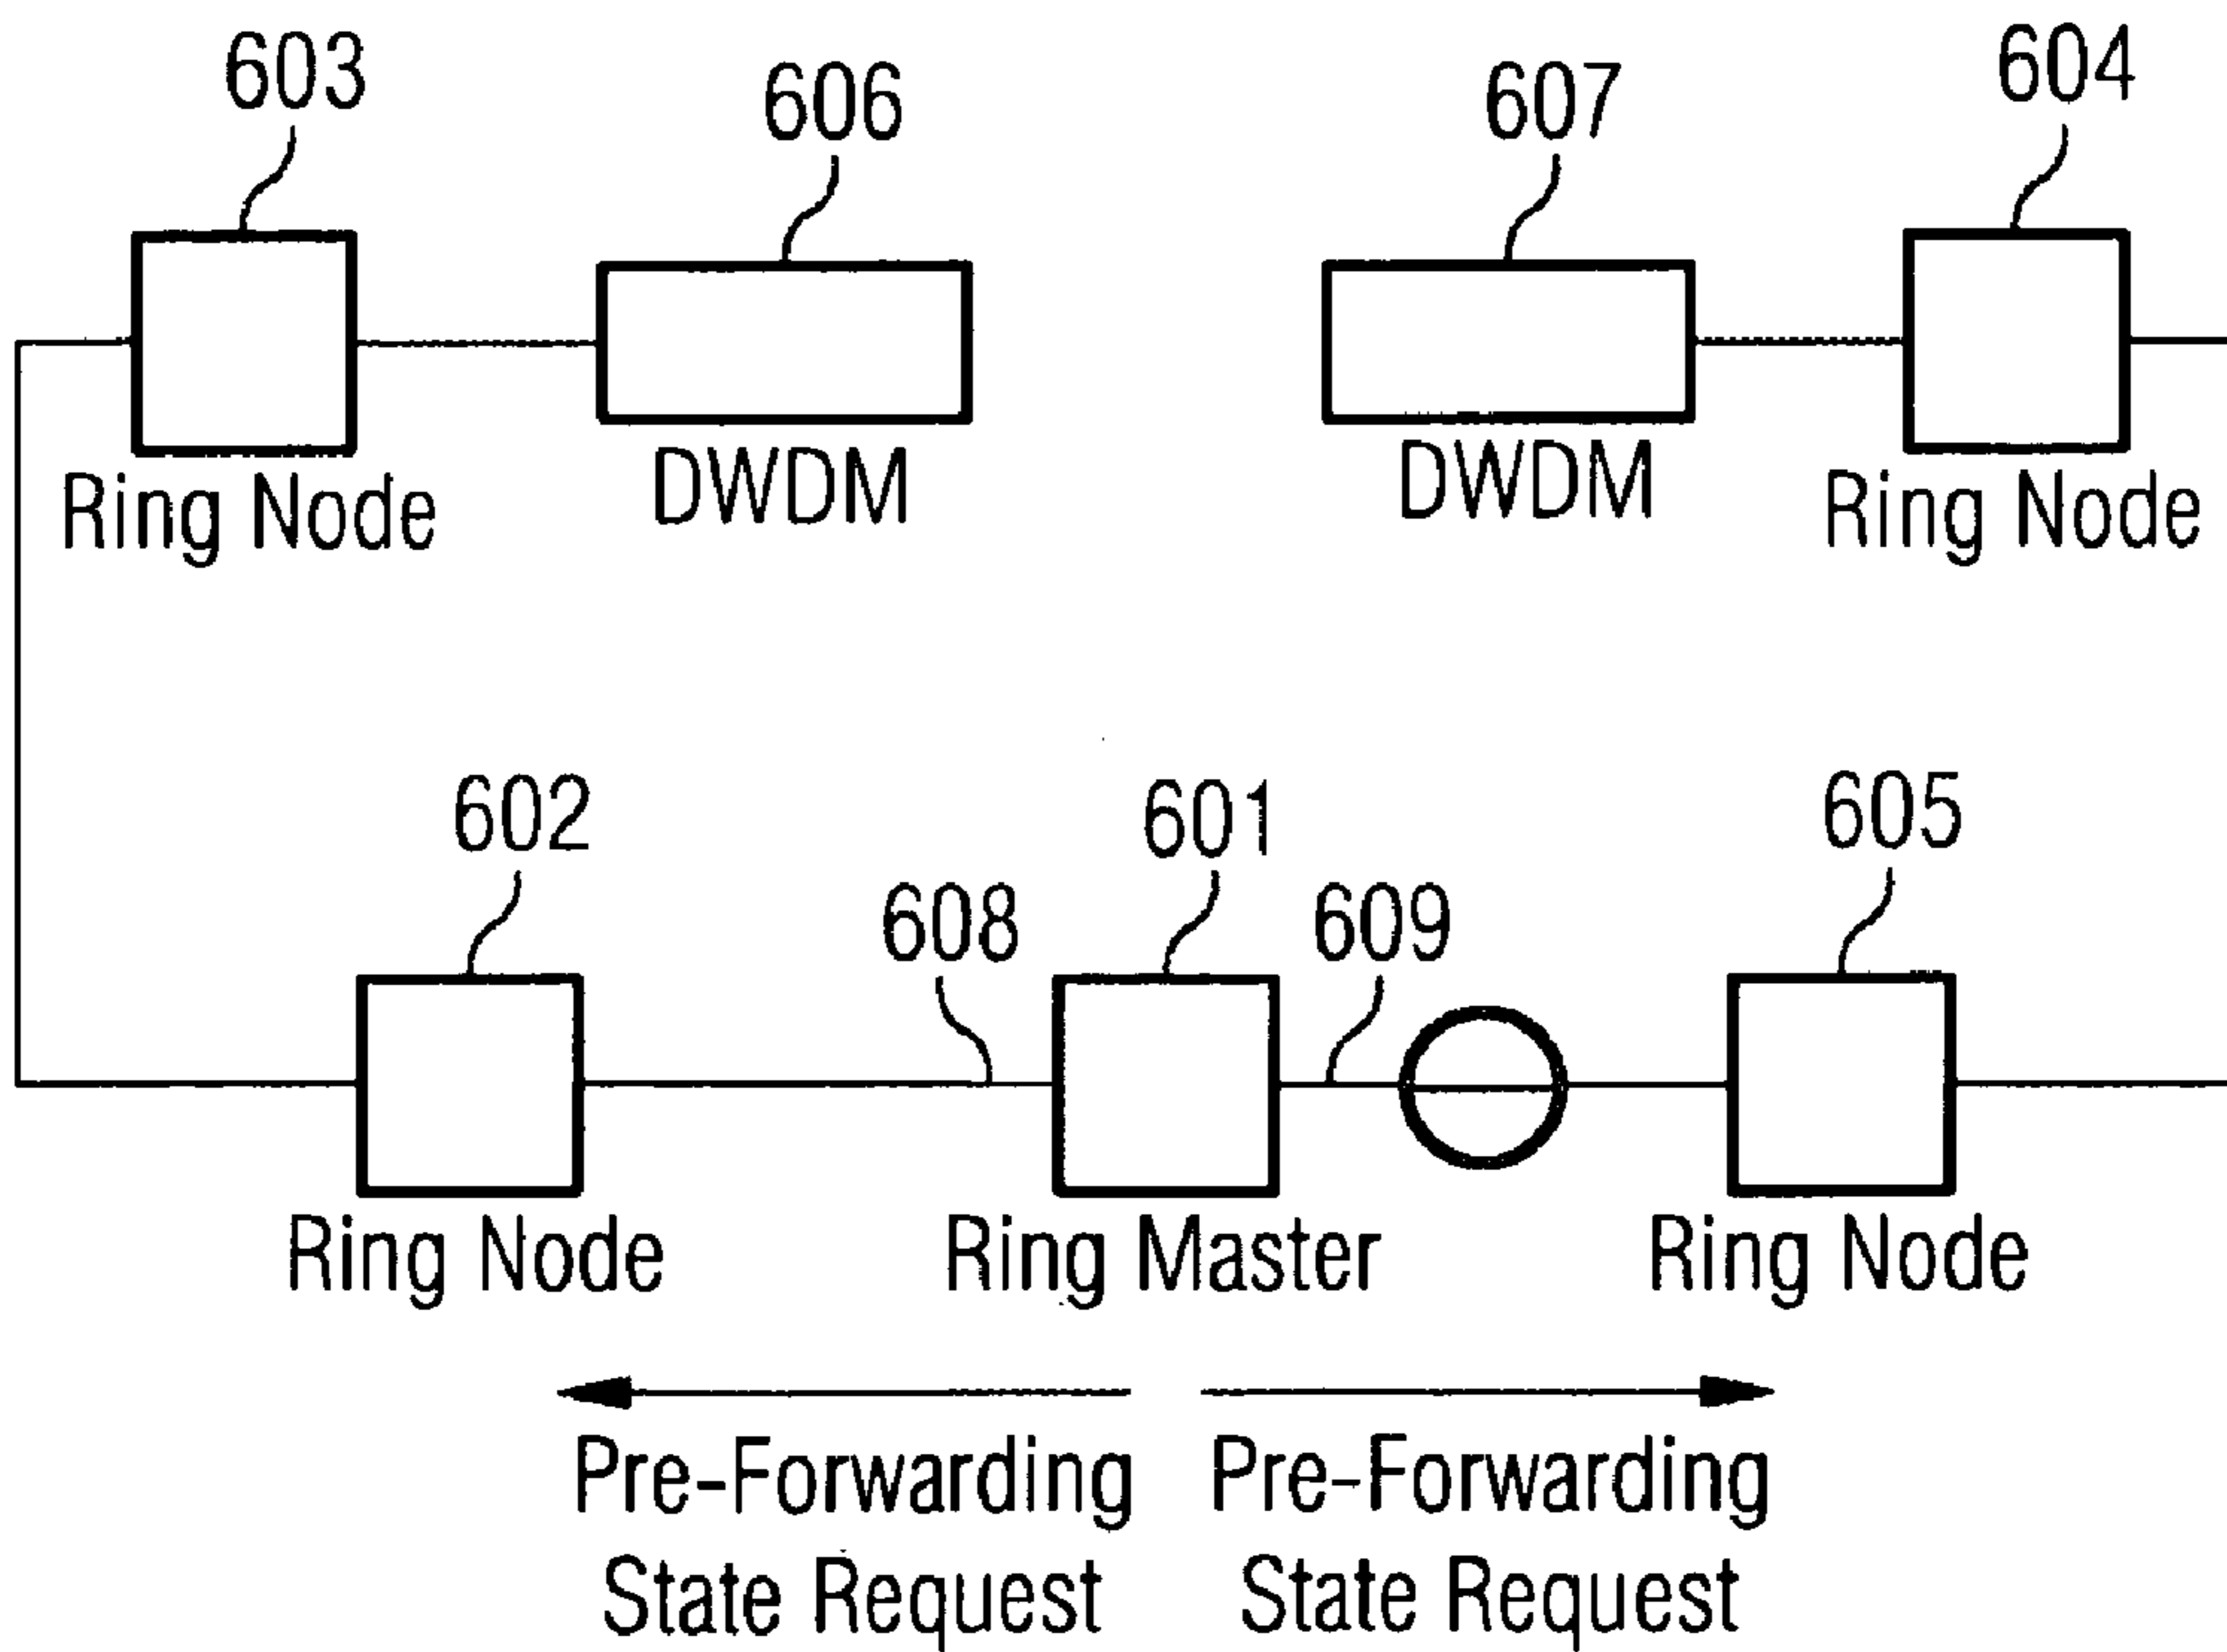 603
606
607
604
Ring Node
DWDM
DWDM
Ring Node
602
608
601
609
605
Ring Node
Ring Master
Ring Node
Pre-Forwarding
State Request
Pre-Forwarding
State Request